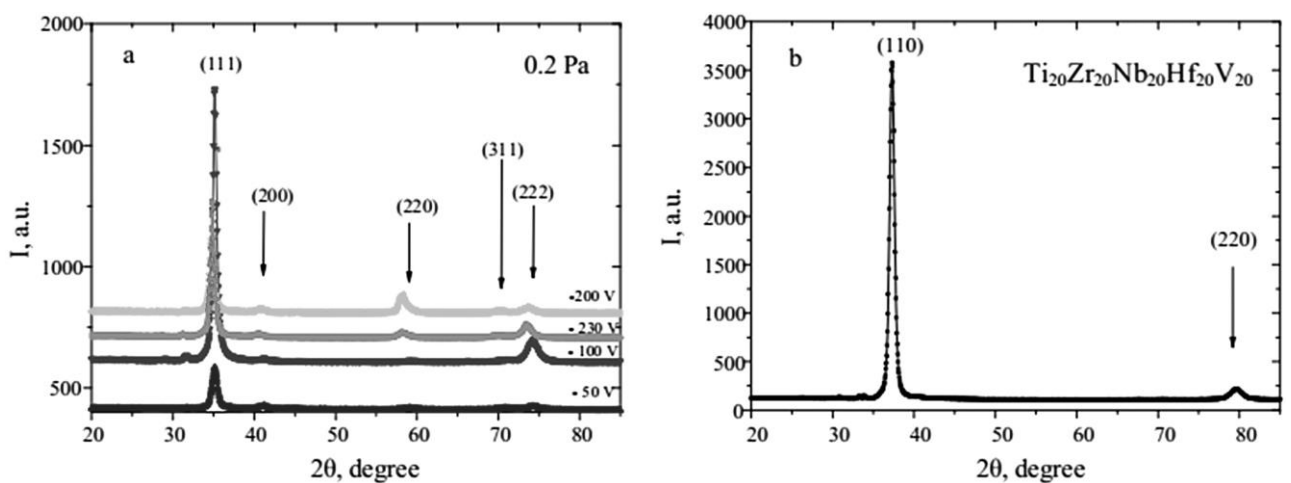 2000
1500
1000
500
I, a.u.
a
0.2 Pa
(111)
(200)
(220)
(311)
(222)
-200 V
- 230 V
- 100 V
- 50 V
20 30 40 50 60 70 80
2θ, degree
4000
3500
3000
2500
2000
1500
1000
500
0
I, a.u.
b
Ti₂₀Zr₂₀Nb₂₀Hf₂₀V₂₀
(110)
(220)
20 30 40 50 60 70 80
2θ, degree